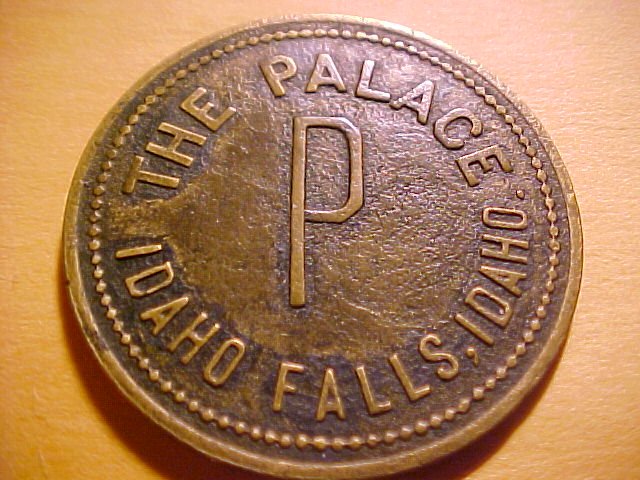 THE PALACE
P
IDAHO FALLS, IDAHO.